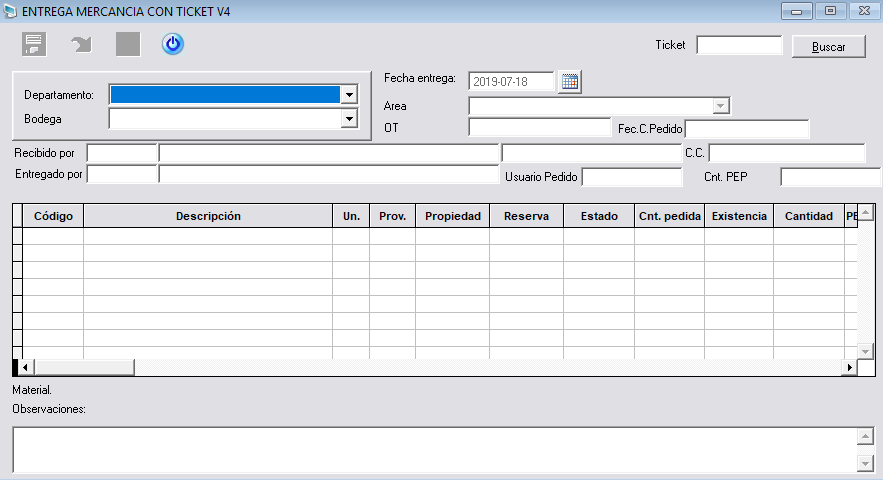 ENTREGA MERCANCIA CON TICKET V4
Ticket Buscar
Departamento: Fecha entrega: 2019-07-18
Bodega Area
OT Fec.C.Pedido
Recibido por C.C.
Entregado por Usuario Pedido Cnt. PEP
Código Descripción Un. Prov. Propiedad Reserva Estado Cnt. pedida Existencia Cantidad PE
Material.
Observaciones: